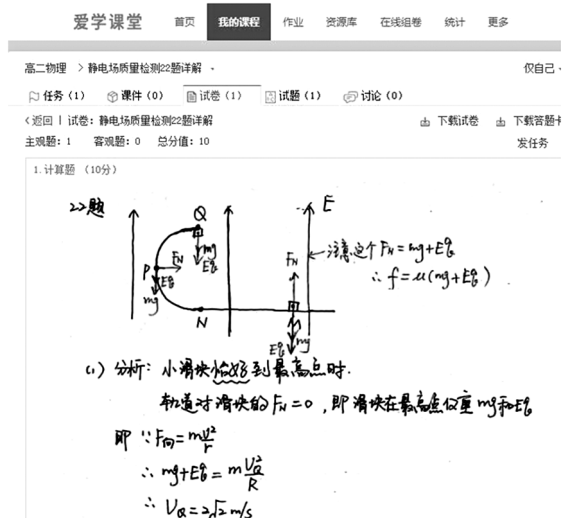 爱学课堂 首页 我的课程 作业 资源库 在线组卷 统计 更多
高二物理 > 静电场质量检测22题详解 仅自己
任务(1) 课件(0) 试卷(1) 试题(1) 讨论(0)
<返回 | 试卷: 静电场质量检测22题详解 下载试卷 下载答题卡
主观题: 1 客观题: 0 总分值: 10 发任务
1.计算题 (10分)
22题
Q E
mg
Eq
P FN
Eq
mg
N
FN
Eq mg
注意这个FN=mg+Eq
∴ f=μ(mg+Eq)
(1) 分析: 小滑块恰好到最高点时.
轨道对滑块的FN=0, 即滑块在最高点仅重mg和Eq
即 ∵F向=mv²/r
∴ mg+Eq=mvQ²/R
∴ vQ=2√2 m/s